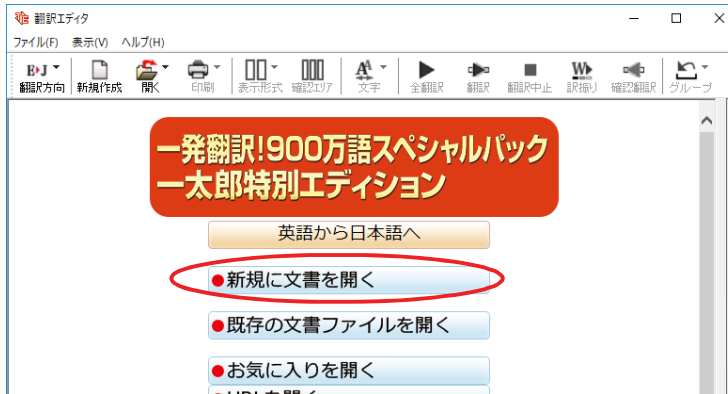 翻訳エディタ
ファイル(F) 表示(V) ヘルプ(H)
E›J
翻訳方向 新規作成 開く 印刷 表示形式 確認エリア 文字 全翻訳 翻訳 翻訳中止 訳振り 確認翻訳 グループ
一発翻訳!900万語スペシャルパック
一太郎特別エディション
英語から日本語へ
●新規に文書を開く
●既存の文書ファイルを開く
●お気に入りを開く